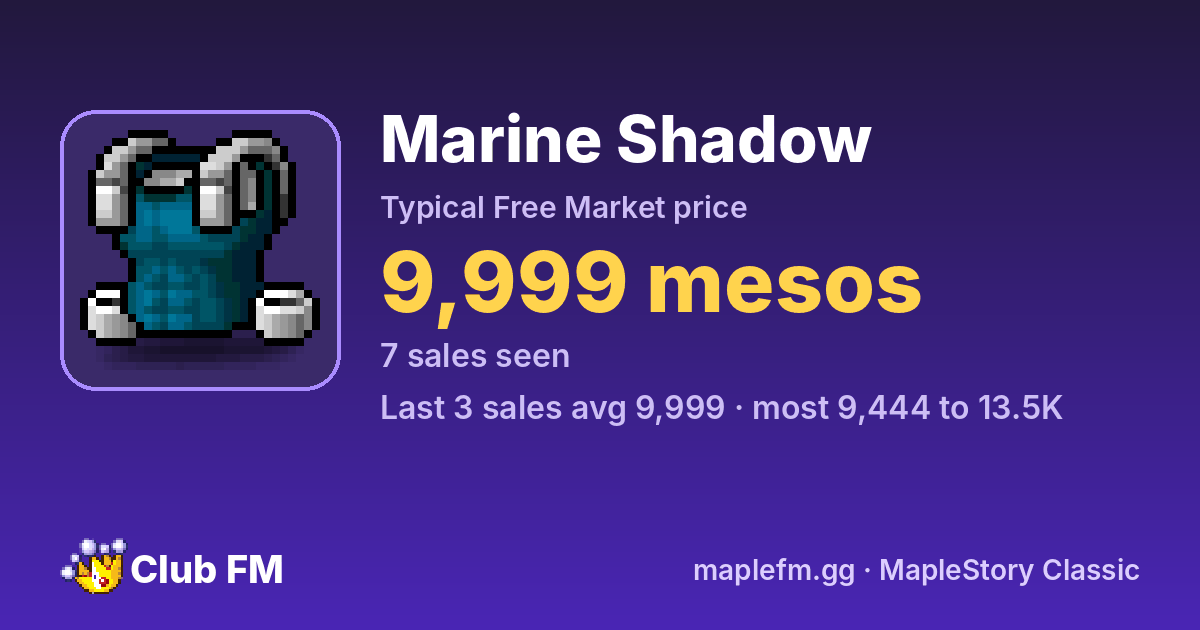 Marine Shadow
Typical Free Market price
9,999 mesos
7 sales seen
Last 3 sales avg 9,999 · most 9,444 to 13.5K
Club FM
maplefm.gg · MapleStory Classic